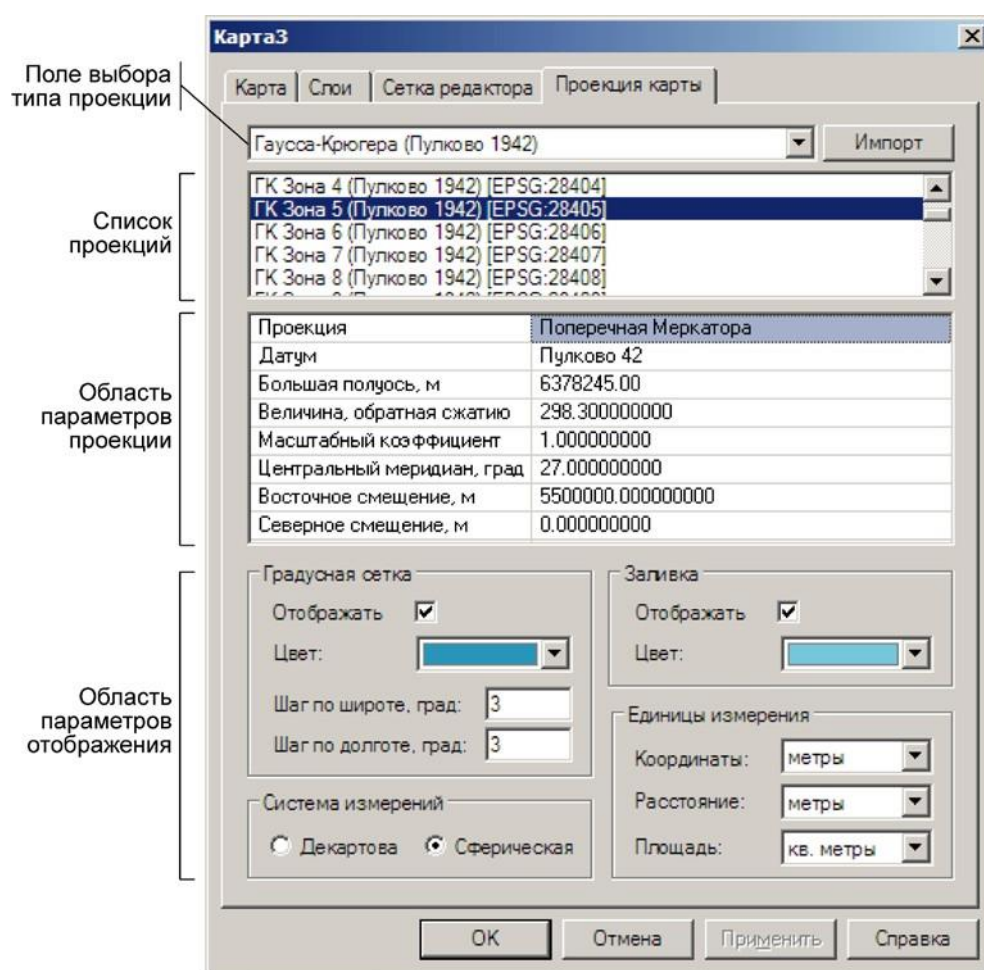 Карта3
Поле выбора
типа проекции
Карта
Слои
Сетка редактора
Проекция карты
Гаусса-Крюгера (Пулково 1942)
Импорт
Список
проекций
ГК Зона 4 (Пулково 1942) [EPSG:28404]
ГК Зона 5 (Пулково 1942) [EPSG:28405]
ГК Зона 6 (Пулково 1942) [EPSG:28406]
ГК Зона 7 (Пулково 1942) [EPSG:28407]
ГК Зона 8 (Пулково 1942) [EPSG:28408]
Область
параметров
проекции
Проекция Поперечная Меркатора
Датум Пулково 42
Большая полуось, м 6378245.00
Величина, обратная сжатию 298.300000000
Масштабный коэффициент 1.000000000
Центральный меридиан, град 27.000000000
Восточное смещение, м 5500000.000000000
Северное смещение, м 0.000000000
Область
параметров
отображения
Градусная сетка
Отображать
Цвет:
Шаг по широте, град: 3
Шаг по долготе, град: 3
Заливка
Отображать
Цвет:
Система измерений
Декартова Сферическая
Единицы измерения
Координаты: метры
Расстояние: метры
Площадь: кв. метры
OK
Отмена
Применить
Справка